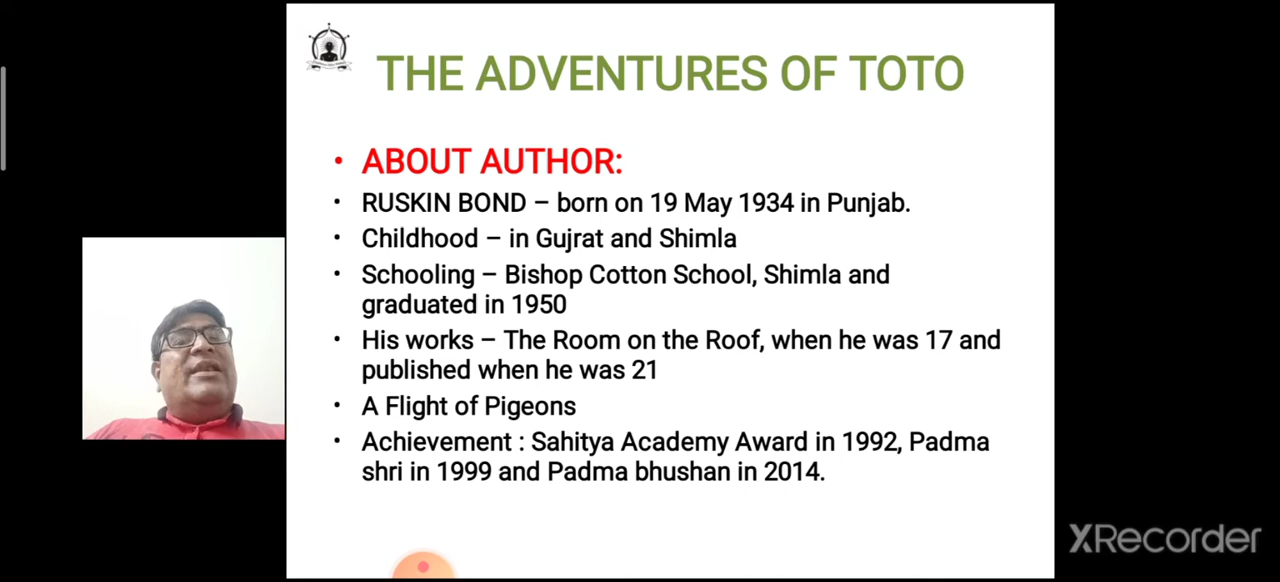 THE ADVENTURES OF TOTO
• ABOUT AUTHOR:
• RUSKIN BOND – born on 19 May 1934 in Punjab.
• Childhood – in Gujrat and Shimla
• Schooling – Bishop Cotton School, Shimla and
graduated in 1950
• His works – The Room on the Roof, when he was 17 and
published when he was 21
• A Flight of Pigeons
• Achievement : Sahitya Academy Award in 1992, Padma
shri in 1999 and Padma bhushan in 2014.
XRecorder